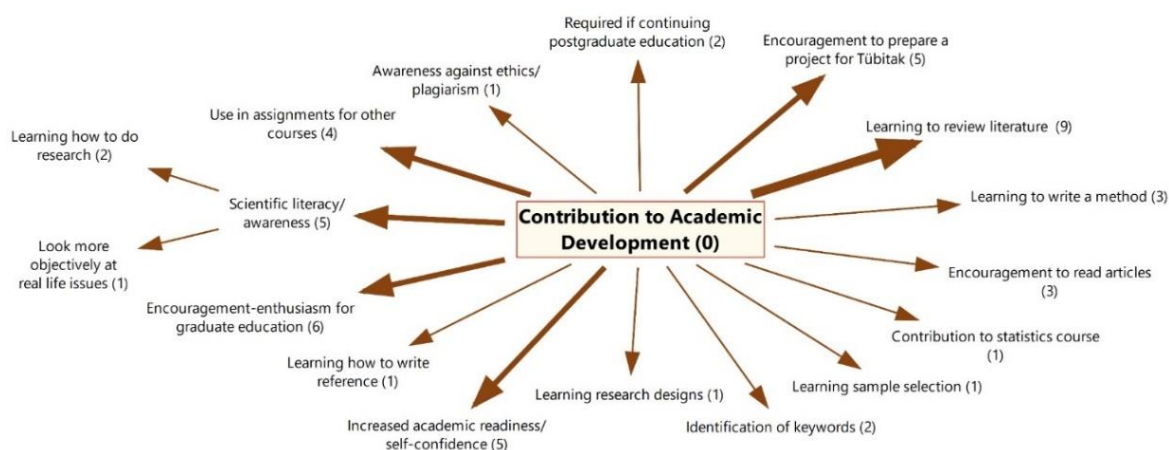 Required if continuing
postgraduate education (2)
Encouragement to prepare a
project for Tübitak (5)
Awareness against ethics/
plagiarism (1)
Use in assignments for other
courses (4)
Learning to review literature (9)
Learning how to do
research (2)
Scientific literacy/
awareness (5)
Contribution to Academic
Development (0)
Learning to write a method (3)
Look more
objectively at
real life issues (1)
Encouragement to read articles
(3)
Encouragement-enthusiasm for
graduate education (6)
Contribution to statistics course
(1)
Learning how to write
reference (1)
Learning research designs (1)
Learning sample selection (1)
Increased academic readiness/
self-confidence (5)
Identification of keywords (2)